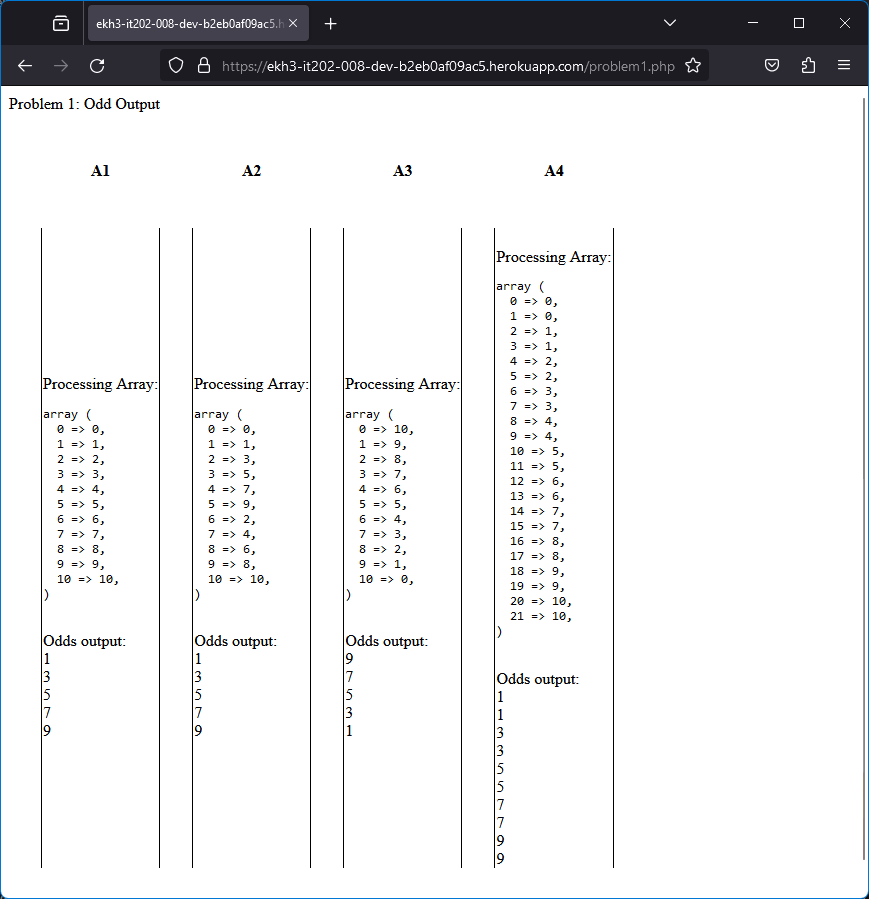 ekh3-it202-008-dev-b2eb0af09ac5.h
https://ekh3-it202-008-dev-b2eb0af09ac5.herokuapp.com/problem1.php
Problem 1: Odd Output
A1
A2
A3
A4
Processing Array:
array (
  0 => 0,
  1 => 1,
  2 => 2,
  3 => 3,
  4 => 4,
  5 => 5,
  6 => 6,
  7 => 7,
  8 => 8,
  9 => 9,
  10 => 10,
)
Odds output:
1
3
5
7
9
Processing Array:
array (
  0 => 0,
  1 => 1,
  2 => 3,
  3 => 5,
  4 => 7,
  5 => 9,
  6 => 2,
  7 => 4,
  8 => 6,
  9 => 8,
  10 => 10,
)
Odds output:
1
3
5
7
9
Processing Array:
array (
  0 => 10,
  1 => 9,
  2 => 8,
  3 => 7,
  4 => 6,
  5 => 5,
  6 => 4,
  7 => 3,
  8 => 2,
  9 => 1,
  10 => 0,
)
Odds output:
9
7
5
3
1
Processing Array:
array (
  0 => 0,
  1 => 0,
  2 => 1,
  3 => 1,
  4 => 2,
  5 => 2,
  6 => 3,
  7 => 3,
  8 => 4,
  9 => 4,
  10 => 5,
  11 => 5,
  12 => 6,
  13 => 6,
  14 => 7,
  15 => 7,
  16 => 8,
  17 => 8,
  18 => 9,
  19 => 9,
  20 => 10,
  21 => 10,
)
Odds output:
1
1
3
3
5
5
7
7
9
9